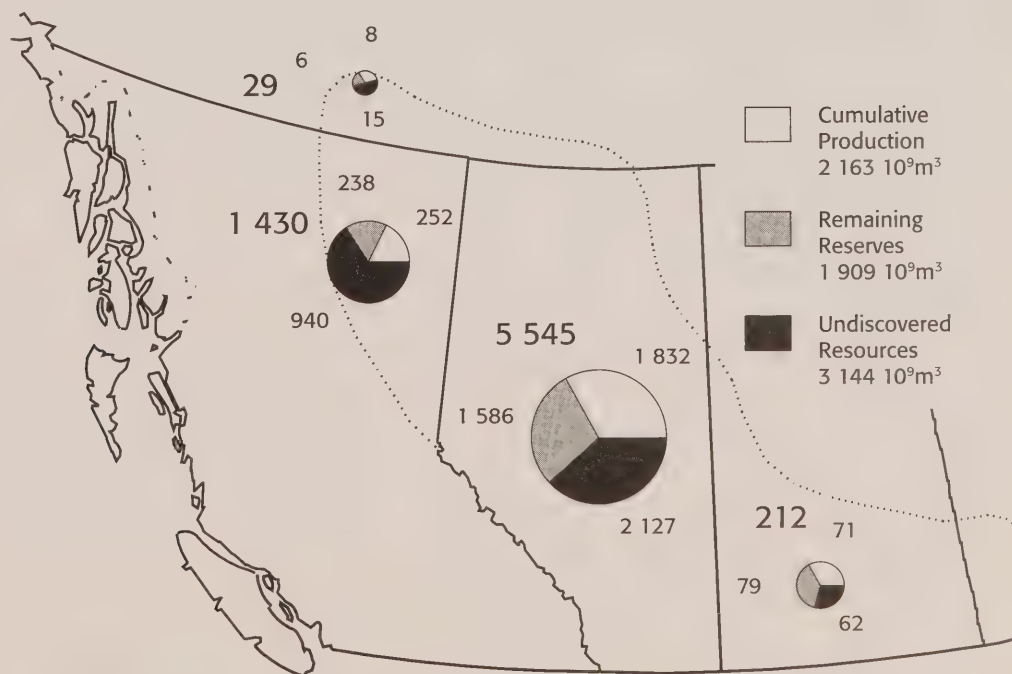 8
6
29
15
238
1 430
252
940
5 545
1 832
1 586
2 127
212
71
79
62
Cumulative
Production
2 163 10⁹m³
Remaining
Reserves
1 909 10⁹m³
Undiscovered
Resources
3 144 10⁹m³